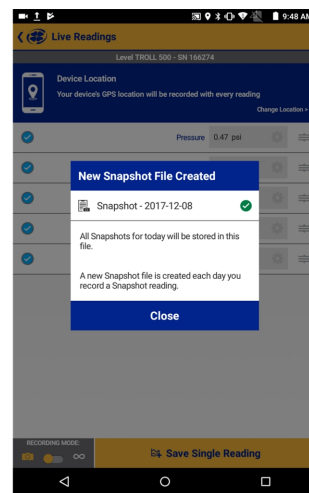 9:48 AM
Live Readings
Level TROLL 500 - SN 166274
Device Location
Your device's GPS location will be recorded with every reading
Change Location »
Pressure 0.47 psi
New Snapshot File Created
Snapshot - 2017-12-08
All Snapshots for today will be stored in this
file.
A new Snapshot file is created each day you
record a Snapshot reading.
Close
RECORDING MODE:
Save Single Reading